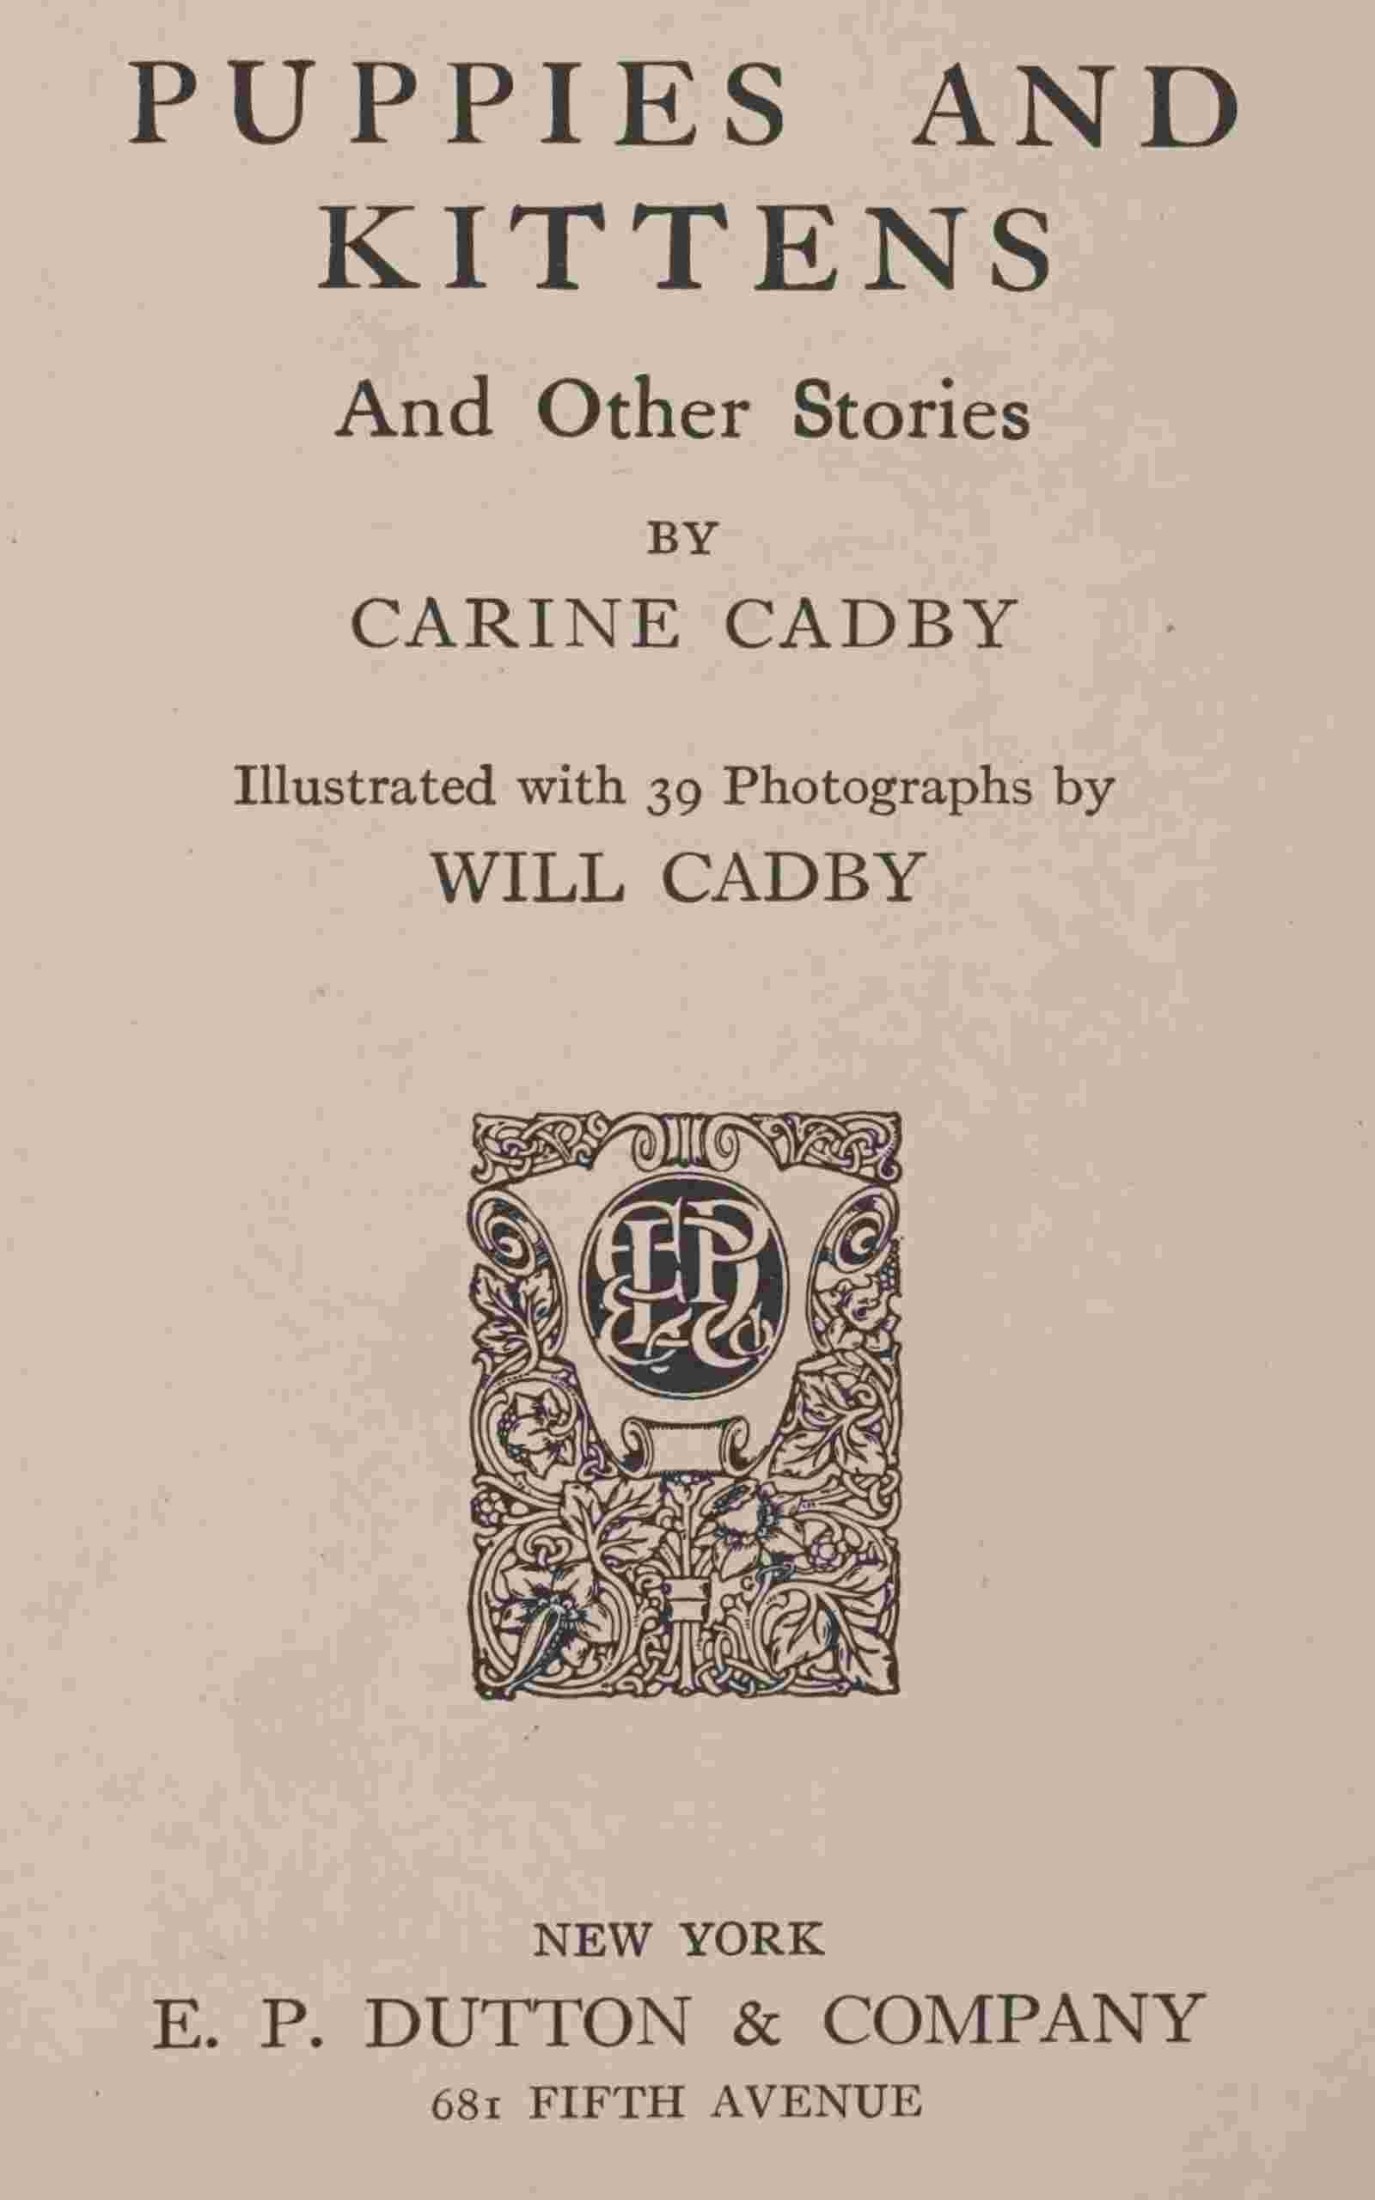 PUPPIES AND
KITTENS
And Other Stories
BY
CARINE CADBY
Illustrated with 39 Photographs by
WILL CADBY
NEW YORK
E. P. DUTTON & COMPANY
681 FIFTH AVENUE